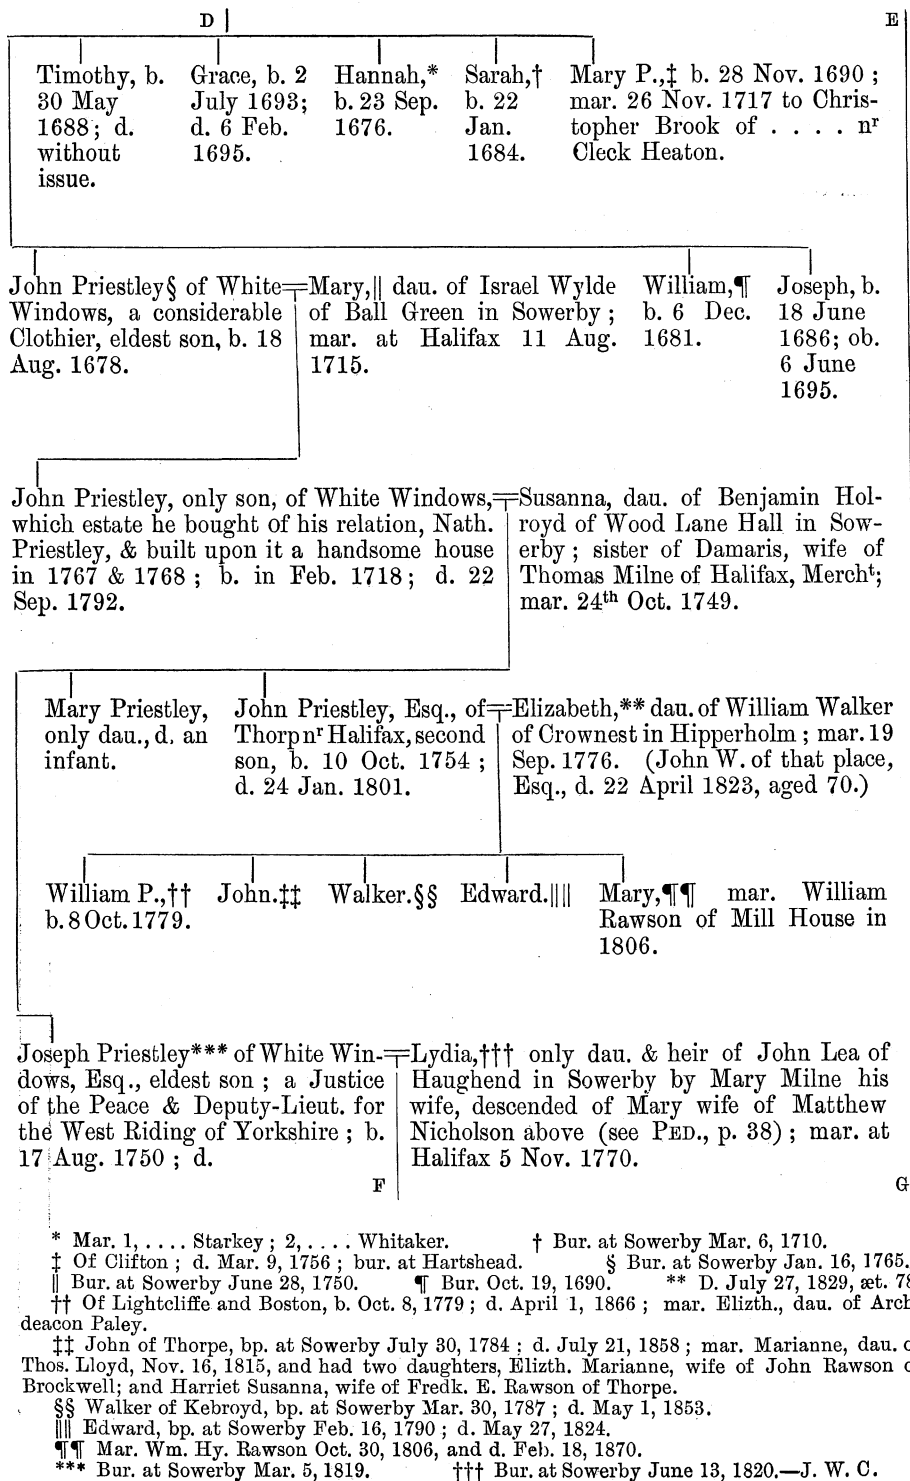 D E
Timothy, b.
30 May
1688; d.
without
issue.
Grace, b. 2
July 1693;
d. 6 Feb.
1695.
Hannah,*
b. 23 Sep.
1676.
Sarah,†
b. 22
Jan.
1684.
Mary P.,‡ b. 28 Nov. 1690 ;
mar. 26 Nov. 1717 to Chris-
topher Brook of . . . . nʳ
Cleck Heaton.
John Priestley§ of White
Windows, a considerable
Clothier, eldest son, b. 18
Aug. 1678.
Mary,|| dau. of Israel Wylde
of Ball Green in Sowerby ;
mar. at Halifax 11 Aug.
1715.
William,¶
b. 6 Dec.
1681.
Joseph, b.
18 June
1686; ob.
6 June
1695.
John Priestley, only son, of White Windows,
which estate he bought of his relation, Nath.
Priestley, & built upon it a handsome house
in 1767 & 1768 ; b. in Feb. 1718 ; d. 22
Sep. 1792.
Susanna, dau. of Benjamin Hol-
royd of Wood Lane Hall in Sow-
erby ; sister of Damaris, wife of
Thomas Milne of Halifax, Mercht;
mar. 24th Oct. 1749.
Mary Priestley,
only dau., d. an
infant.
John Priestley, Esq., of
Thorp nʳ Halifax, second
son, b. 10 Oct. 1754 ;
d. 24 Jan. 1801.
Elizabeth,** dau. of William Walker
of Crownest in Hipperholm ; mar. 19
Sep. 1776. (John W. of that place,
Esq., d. 22 April 1823, aged 70.)
William P.,††
b. 8 Oct. 1779.
John.‡‡
Walker.§§
Edward.||||
Mary,¶¶ mar. William
Rawson of Mill House in
1806.
Joseph Priestley*** of White Win-
dows, Esq., eldest son ; a Justice
of the Peace & Deputy-Lieut. for
the West Riding of Yorkshire ; b.
17 Aug. 1750 ; d.
Lydia,††† only dau. & heir of John Lea of
Haughend in Sowerby by Mary Milne his
wife, descended of Mary wife of Matthew
Nicholson above (see PED., p. 38) ; mar. at
Halifax 5 Nov. 1770.
F G
* Mar. 1, . . . . Starkey ; 2, . . . . Whitaker. † Bur. at Sowerby Mar. 6, 1710.
‡ Of Clifton ; d. Mar. 9, 1756 ; bur. at Hartshead. § Bur. at Sowerby Jan. 16, 1765.
|| Bur. at Sowerby June 28, 1750. ¶ Bur. Oct. 19, 1690. ** D. July 27, 1829, æt. 78
†† Of Lightcliffe and Boston, b. Oct. 8, 1779 ; d. April 1, 1866 ; mar. Elizth., dau. of Arch
deacon Paley.
‡‡ John of Thorpe, bp. at Sowerby July 30, 1784 ; d. July 21, 1858 ; mar. Marianne, dau.
Thos. Lloyd, Nov. 16, 1815, and had two daughters, Elizth. Marianne, wife of John Rawson
Brockwell; and Harriet Susanna, wife of Fredk. E. Rawson of Thorpe.
§§ Walker of Kebroyd, bp. at Sowerby Mar. 30, 1787 ; d. May 1, 1853.
|||| Edward, bp. at Sowerby Feb. 16, 1790 ; d. May 27, 1824.
¶¶ Mar. Wm. Hy. Rawson Oct. 30, 1806, and d. Feb. 18, 1870.
*** Bur. at Sowerby Mar. 5, 1819. ††† Bur. at Sowerby June 13, 1820.—J. W. C.